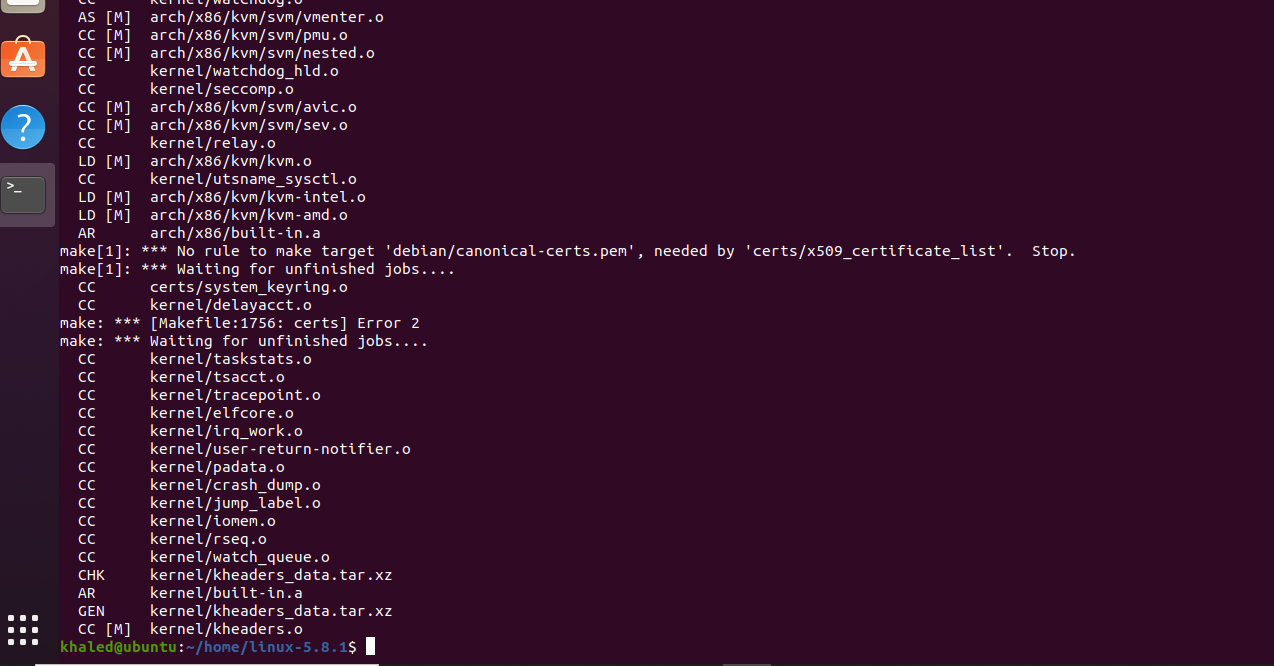 CC       kernel/watchdog.o
  AS [M]  arch/x86/kvm/svm/vmenter.o
  CC [M]  arch/x86/kvm/svm/pmu.o
  CC [M]  arch/x86/kvm/svm/nested.o
  CC      kernel/watchdog_hld.o
  CC      kernel/seccomp.o
  CC [M]  arch/x86/kvm/svm/avic.o
  CC [M]  arch/x86/kvm/svm/sev.o
  CC      kernel/relay.o
  LD [M]  arch/x86/kvm/kvm.o
  CC      kernel/utsname_sysctl.o
  LD [M]  arch/x86/kvm/kvm-intel.o
  LD [M]  arch/x86/kvm/kvm-amd.o
  AR      arch/x86/built-in.a
make[1]: *** No rule to make target 'debian/canonical-certs.pem', needed by 'certs/x509_certificate_list'.  Stop.
make[1]: *** Waiting for unfinished jobs....
  CC      certs/system_keyring.o
  CC      kernel/delayacct.o
make: *** [Makefile:1756: certs] Error 2
make: *** Waiting for unfinished jobs....
  CC      kernel/taskstats.o
  CC      kernel/tsacct.o
  CC      kernel/tracepoint.o
  CC      kernel/elfcore.o
  CC      kernel/irq_work.o
  CC      kernel/user-return-notifier.o
  CC      kernel/padata.o
  CC      kernel/crash_dump.o
  CC      kernel/jump_label.o
  CC      kernel/iomem.o
  CC      kernel/rseq.o
  CC      kernel/watch_queue.o
  CHK     kernel/kheaders_data.tar.xz
  AR      kernel/built-in.a
  GEN     kernel/kheaders_data.tar.xz
  CC [M]  kernel/kheaders.o
khaled@ubuntu:~/home/linux-5.8.1$